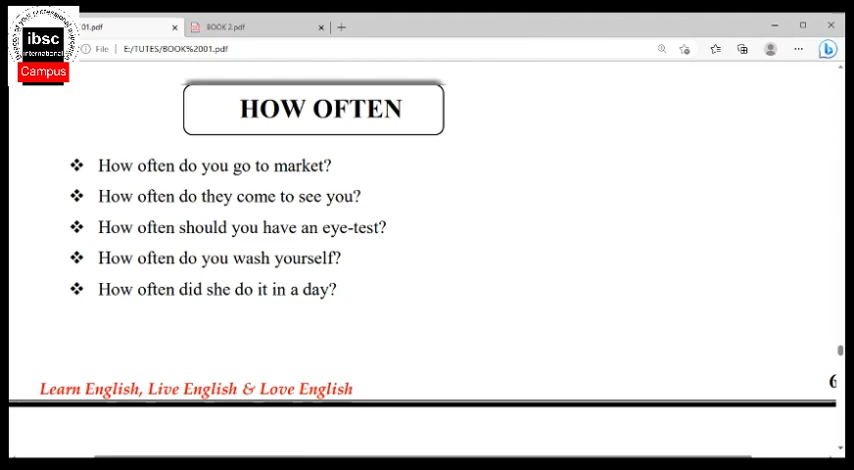 01.pdf
BOOK 2.pdf
ibsc
international
Campus
File
E:/TUTES/BOOK%2001.pdf
HOW OFTEN
❖ How often do you go to market?
❖ How often do they come to see you?
❖ How often should you have an eye-test?
❖ How often do you wash yourself?
❖ How often did she do it in a day?
Learn English, Live English & Love English
6